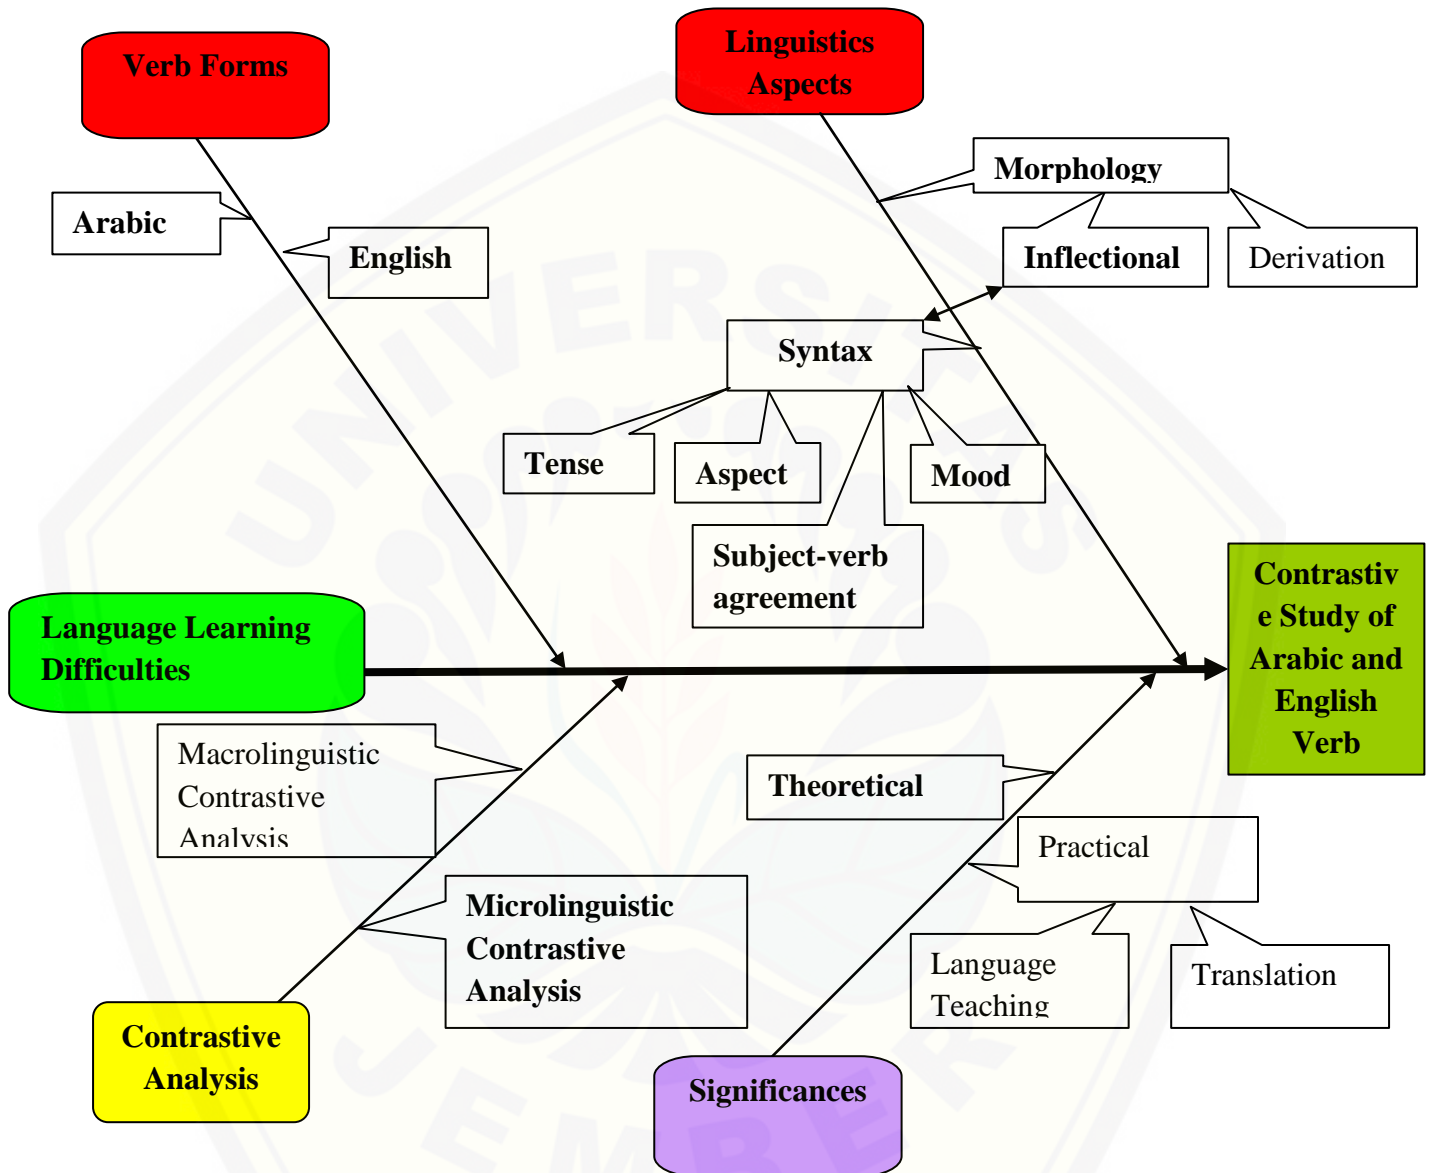 Verb Forms
Linguistics
Aspects
Morphology
Arabic
English
Inflectional
Derivation
Syntax
Tense
Aspect
Mood
Subject-verb
agreement
Language Learning
Difficulties
Contrastiv
e Study of
Arabic and
English
Verb
Macrolinguistic
Contrastive
Analysis
Theoretical
Practical
Microlinguistic
Contrastive
Analysis
Language
Teaching
Translation
Contrastive
Analysis
Significances
UNIVERSITAS
JEMBER